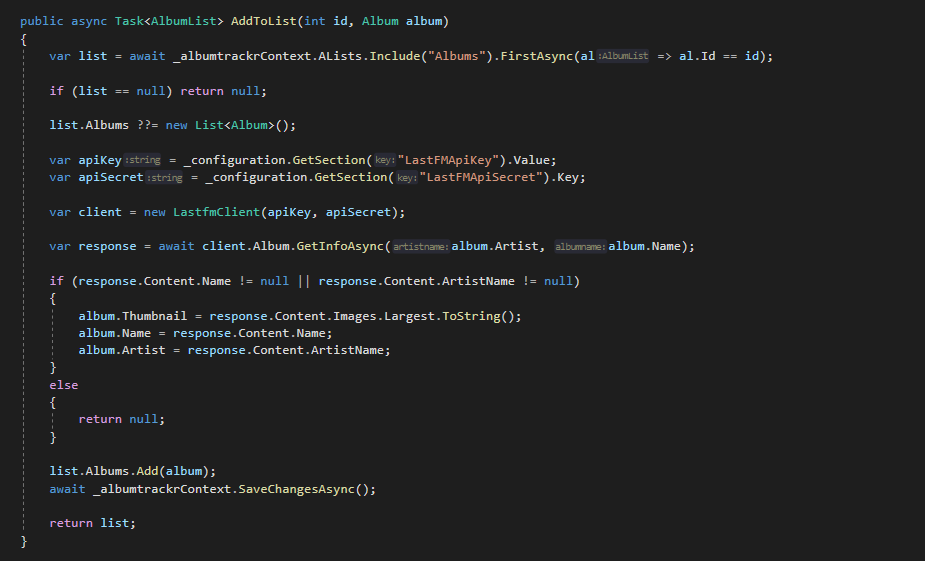 public async Task<AlbumList> AddToList(int id, Album album)
{
var list = await _albumtrackrContext.ALists.Include("Albums").FirstAsync(al :AlbumList => al.Id == id);
if (list == null) return null;
list.Albums ??= new List<Album>();
var apiKey :string = _configuration.GetSection( key: "LastFMApiKey").Value;
var apiSecret :string = _configuration.GetSection( key: "LastFMApiSecret").Key;
var client = new LastfmClient(apiKey, apiSecret);
var response = await client.Album.GetInfoAsync( artistname: album.Artist, albumname: album.Name);
if (response.Content.Name != null || response.Content.ArtistName != null)
{
album.Thumbnail = response.Content.Images.Largest.ToString();
album.Name = response.Content.Name;
album.Artist = response.Content.ArtistName;
}
else
{
return null;
}
list.Albums.Add(album);
await _albumtrackrContext.SaveChangesAsync();
return list;
}